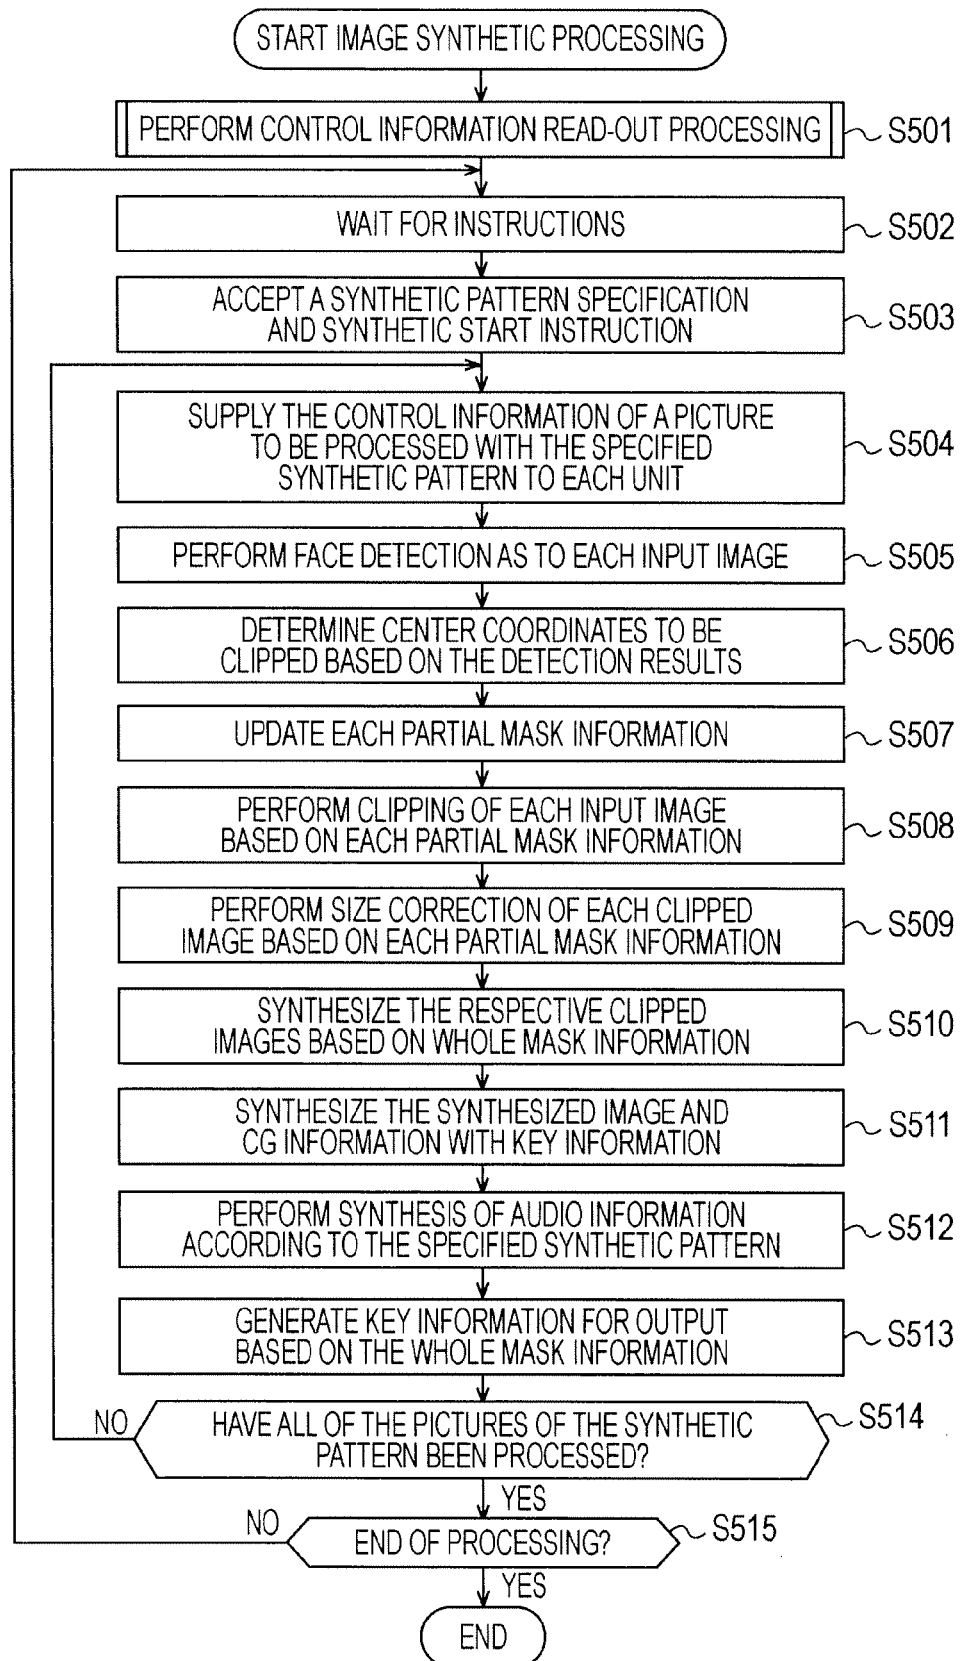 START IMAGE SYNTHETIC PROCESSING
PERFORM CONTROL INFORMATION READ-OUT PROCESSING
S501
WAIT FOR INSTRUCTIONS
S502
ACCEPT A SYNTHETIC PATTERN SPECIFICATION
AND SYNTHETIC START INSTRUCTION
S503
SUPPLY THE CONTROL INFORMATION OF A PICTURE
TO BE PROCESSED WITH THE SPECIFIED
SYNTHETIC PATTERN TO EACH UNIT
S504
PERFORM FACE DETECTION AS TO EACH INPUT IMAGE
S505
DETERMINE CENTER COORDINATES TO BE
CLIPPED BASED ON THE DETECTION RESULTS
S506
UPDATE EACH PARTIAL MASK INFORMATION
S507
PERFORM CLIPPING OF EACH INPUT IMAGE
BASED ON EACH PARTIAL MASK INFORMATION
S508
PERFORM SIZE CORRECTION OF EACH CLIPPED
IMAGE BASED ON EACH PARTIAL MASK INFORMATION
S509
SYNTHESIZE THE RESPECTIVE CLIPPED
IMAGES BASED ON WHOLE MASK INFORMATION
S510
SYNTHESIZE THE SYNTHESIZED IMAGE AND
CG INFORMATION WITH KEY INFORMATION
S511
PERFORM SYNTHESIS OF AUDIO INFORMATION
ACCORDING TO THE SPECIFIED SYNTHETIC PATTERN
S512
GENERATE KEY INFORMATION FOR OUTPUT
BASED ON THE WHOLE MASK INFORMATION
S513
NO
HAVE ALL OF THE PICTURES OF THE SYNTHETIC
PATTERN BEEN PROCESSED?
S514
YES
NO
END OF PROCESSING?
S515
YES
END